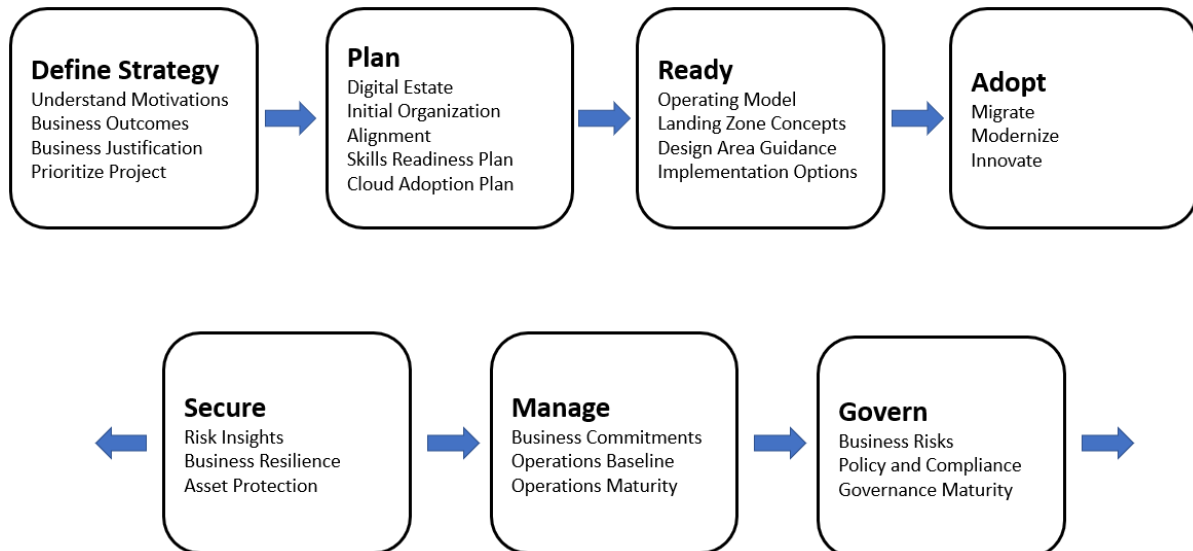 Define Strategy
Understand Motivations
Business Outcomes
Business Justification
Prioritize Project
Plan
Digital Estate
Initial Organization
Alignment
Skills Readiness Plan
Cloud Adoption Plan
Ready
Operating Model
Landing Zone Concepts
Design Area Guidance
Implementation Options
Adopt
Migrate
Modernize
Innovate
Secure
Risk Insights
Business Resilience
Asset Protection
Manage
Business Commitments
Operations Baseline
Operations Maturity
Govern
Business Risks
Policy and Compliance
Governance Maturity